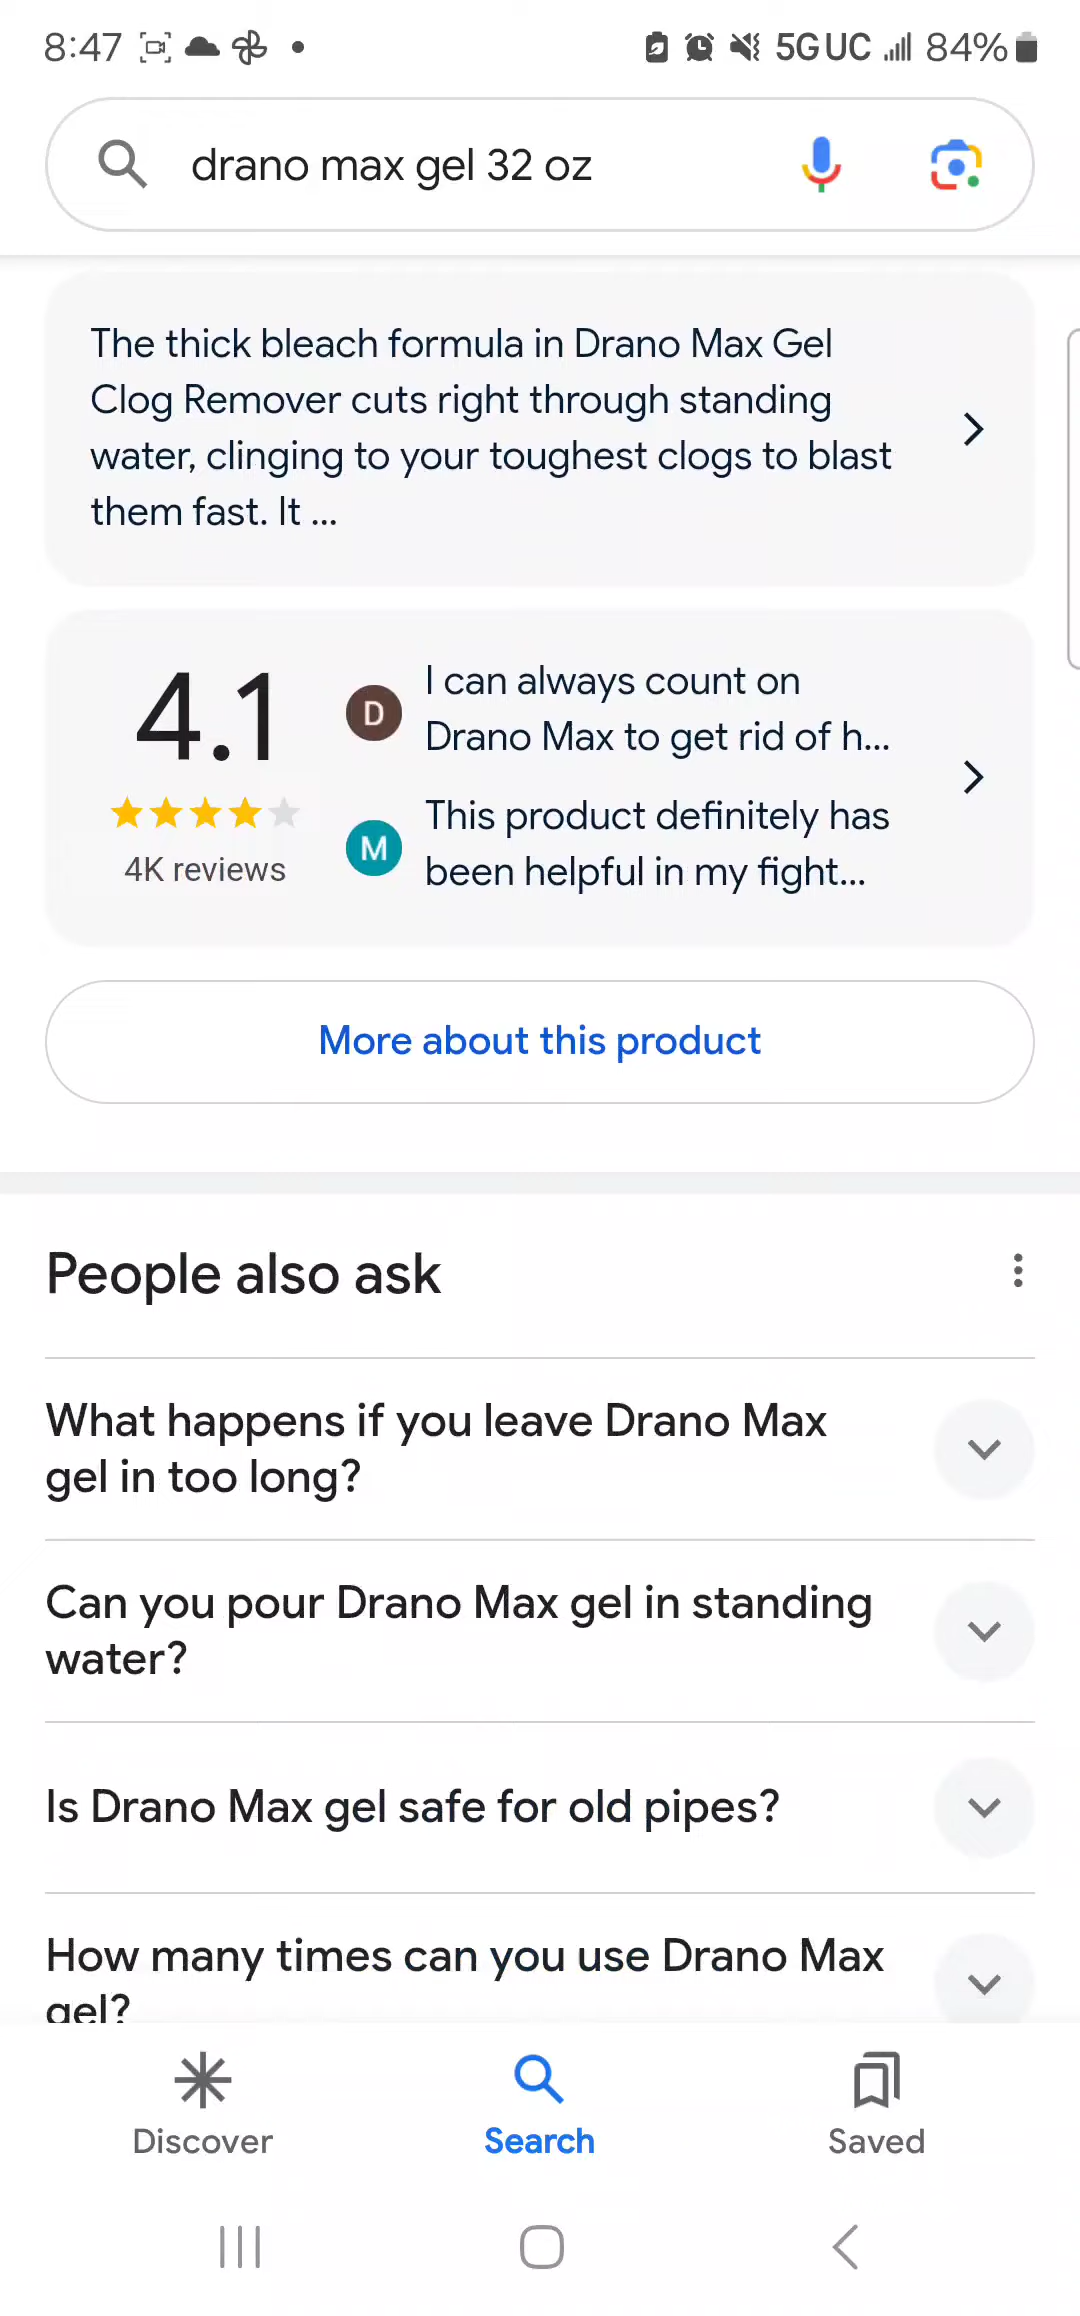 8:47
5G UC 84%
drano max gel 32 oz
The thick bleach formula in Drano Max Gel
Clog Remover cuts right through standing
water, clinging to your toughest clogs to blast
them fast. It ...
4.1
4K reviews
D
I can always count on
Drano Max to get rid of h...
M
This product definitely has
been helpful in my fight...
More about this product
People also ask
What happens if you leave Drano Max
gel in too long?
Can you pour Drano Max gel in standing
water?
Is Drano Max gel safe for old pipes?
How many times can you use Drano Max
gel?
Discover
Search
Saved